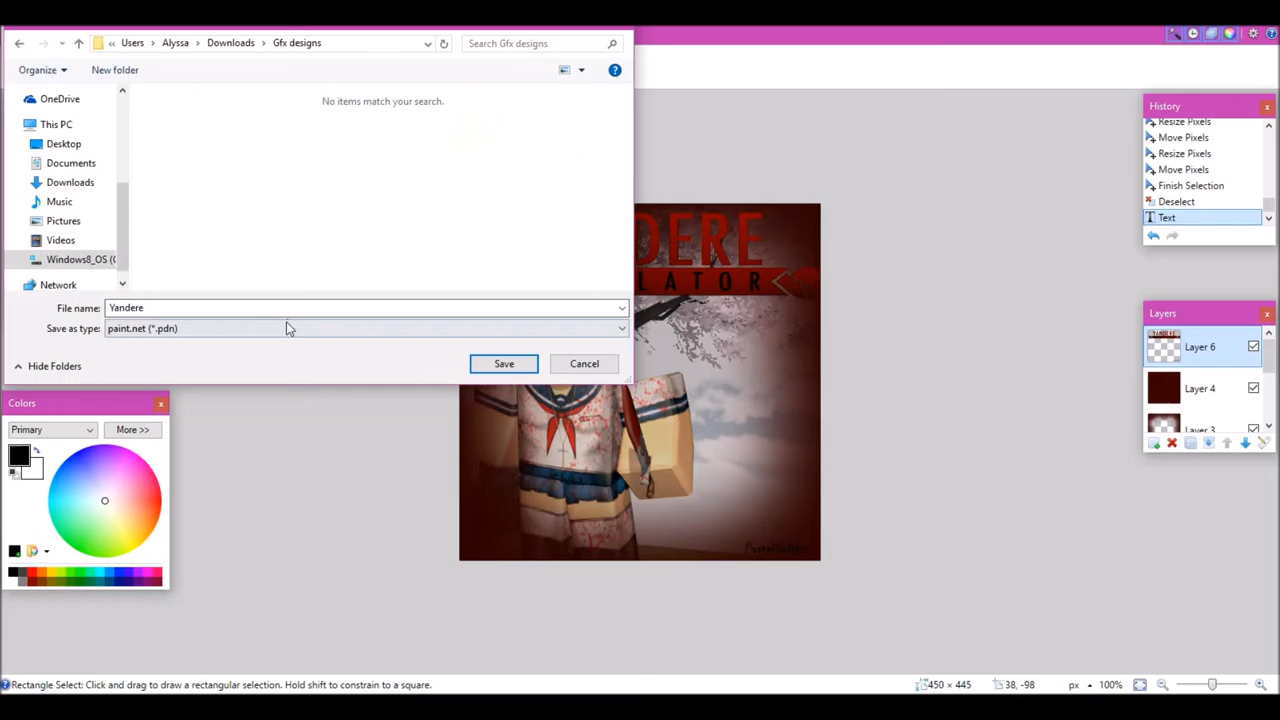 Users > Alyssa > Downloads > Gfx designs
Search Gfx designs
Organize
New folder
No items match your search.
OneDrive
This PC
Desktop
Documents
Downloads
Music
Pictures
Videos
Windows8_OS (C
Network
File name: Yandere
Save as type: paint.net (*.pdn)
Hide Folders
Save
Cancel
DERE
LATOR
History
Resize Pixels
Move Pixels
Resize Pixels
Move Pixels
Finish Selection
Deselect
Text
Layers
Layer 6
Layer 4
Layer 3
Colors
Primary
More >>
Rectangle Select: Click and drag to draw a rectangular selection. Hold shift to constrain to a square.
450 × 445
38, -98
px
100%